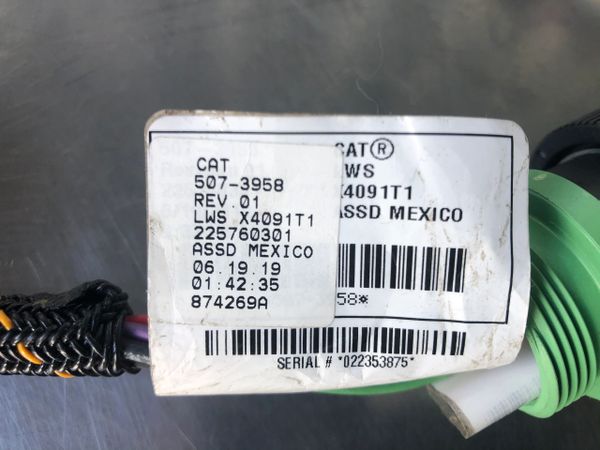 CAT
507-3958
REV.01
LWS X4091T1
225760301
ASSD MEXICO
06.19.19
01:42:35
874269A
CAT®
LWS
X4091T1
ASSD MEXICO
58*
SERIAL # *022353875*